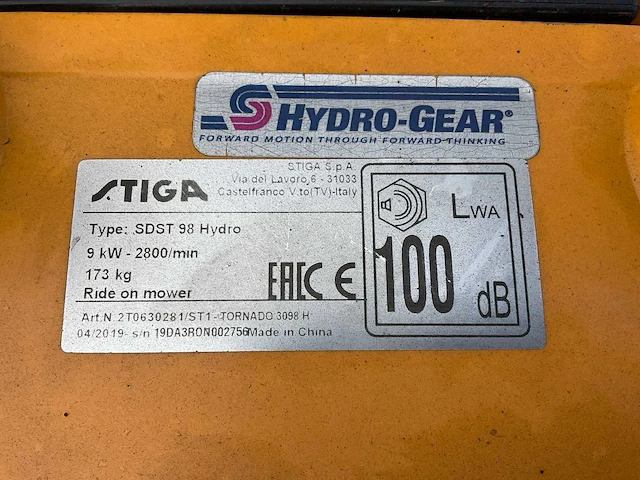 HYDRO-GEAR®
FORWARD MOTION THROUGH FORWARD THINKING
STIGA
STIGA S.p.A.
Via del Lavoro,6 - 31033
Castelfranco V.to(TV)-Italy
Type: SDST 98 Hydro
9 kW - 2800/min
173 kg
Ride on mower
EAC CE
Art.N. 2T0630281/ST1 - TORNADO 3098 H
04/2019- s/n 19DA3RON002756 Made in China
LWA
100
dB